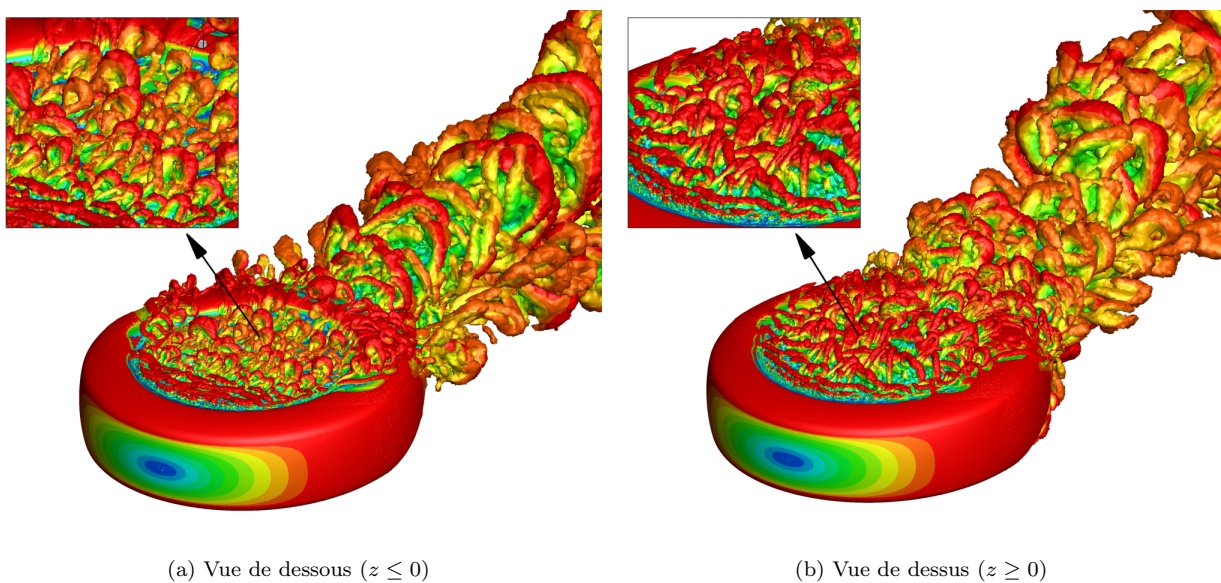 (a) Vue de dessous (z ≤ 0)
(b) Vue de dessus (z ≥ 0)